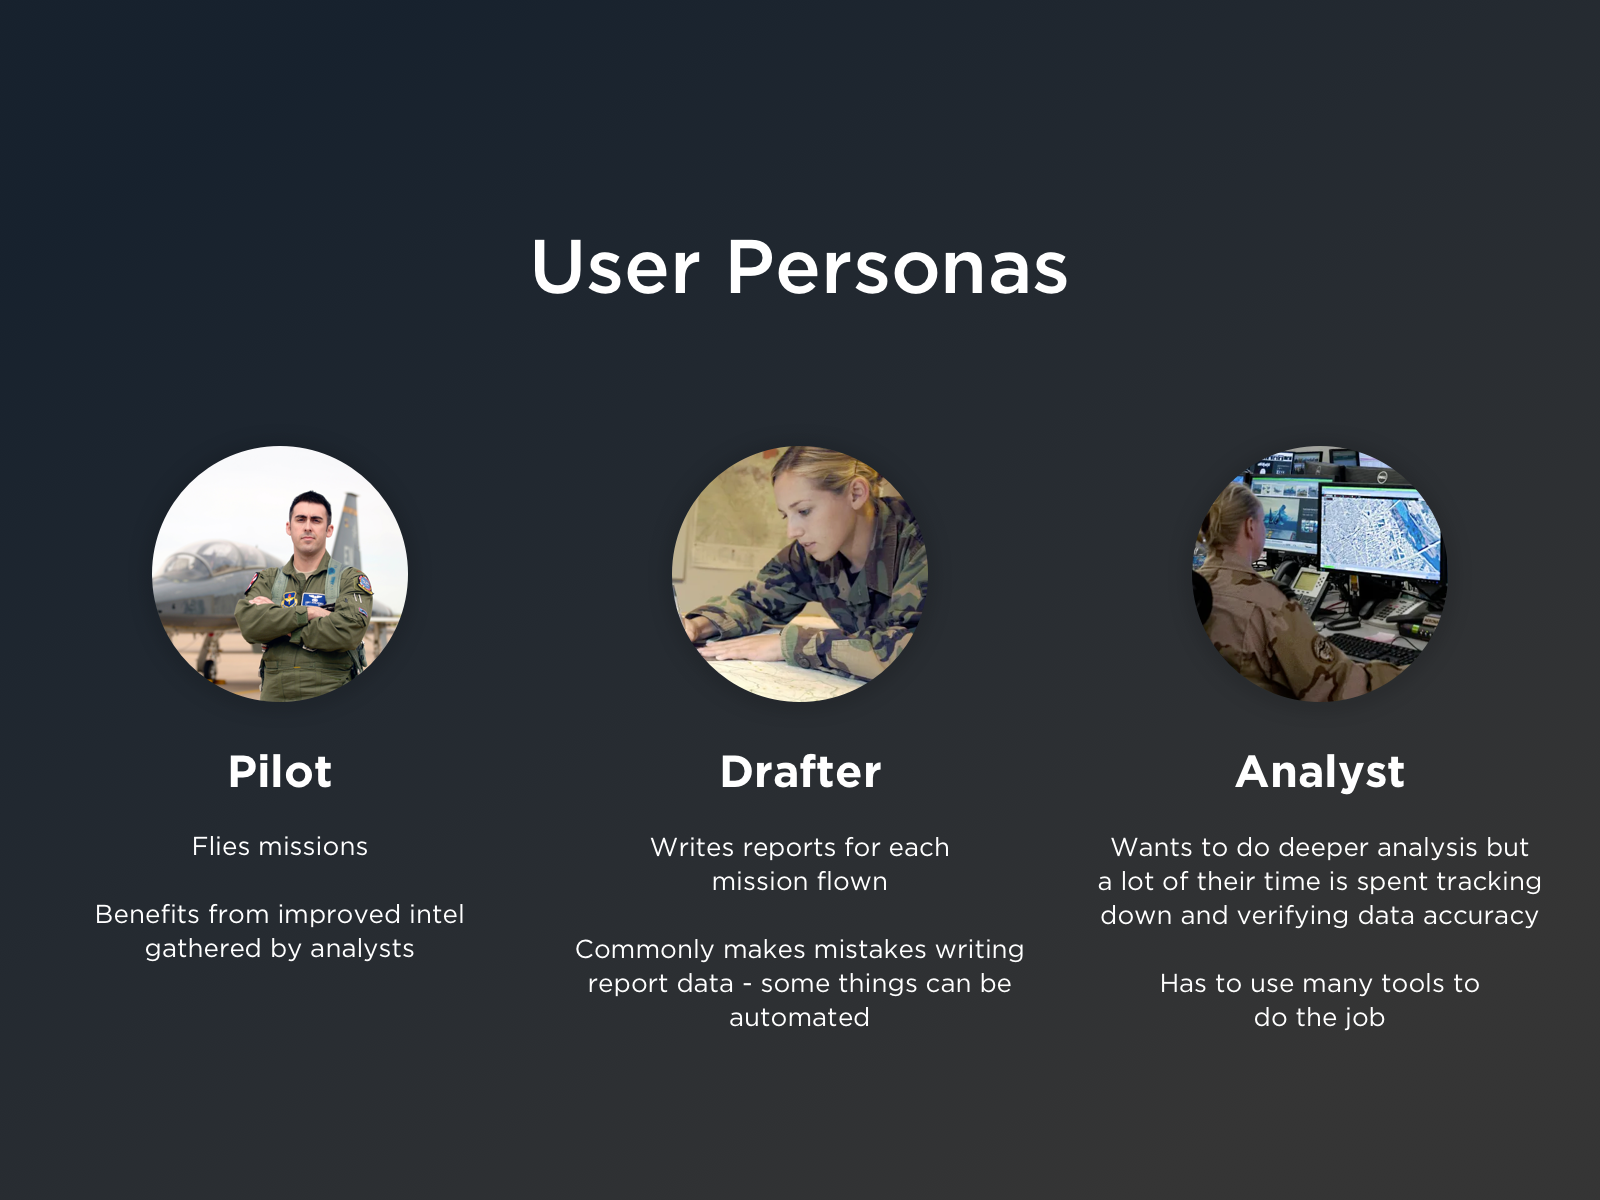 User Personas
Pilot
Flies missions
Benefits from improved intel
gathered by analysts
Drafter
Writes reports for each
mission flown
Commonly makes mistakes writing
report data - some things can be
automated
Analyst
Wants to do deeper analysis but
a lot of their time is spent tracking
down and verifying data accuracy
Has to use many tools to
do the job